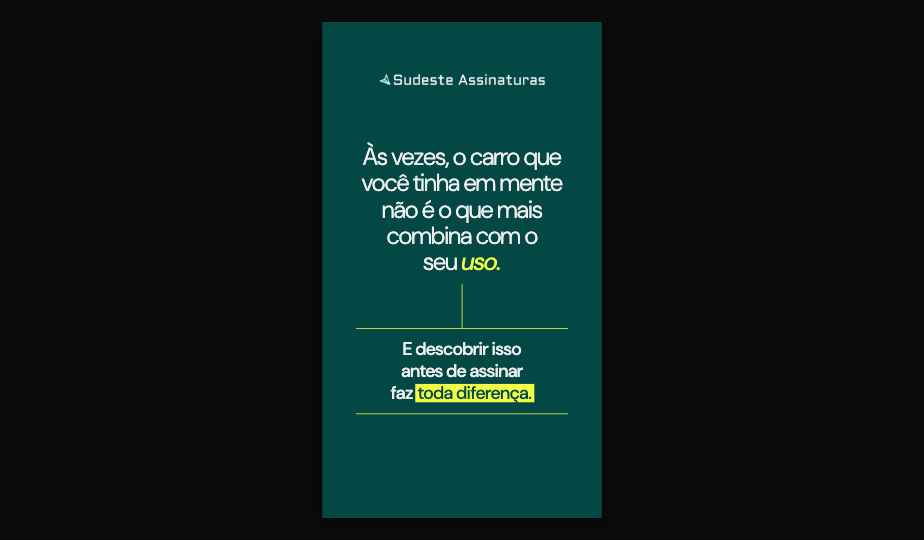 Sudeste Assinaturas
Às vezes, o carro que
você tinha em mente
não é o que mais
combina com o
seu uso.
E descobrir isso
antes de assinar
faz toda diferença.